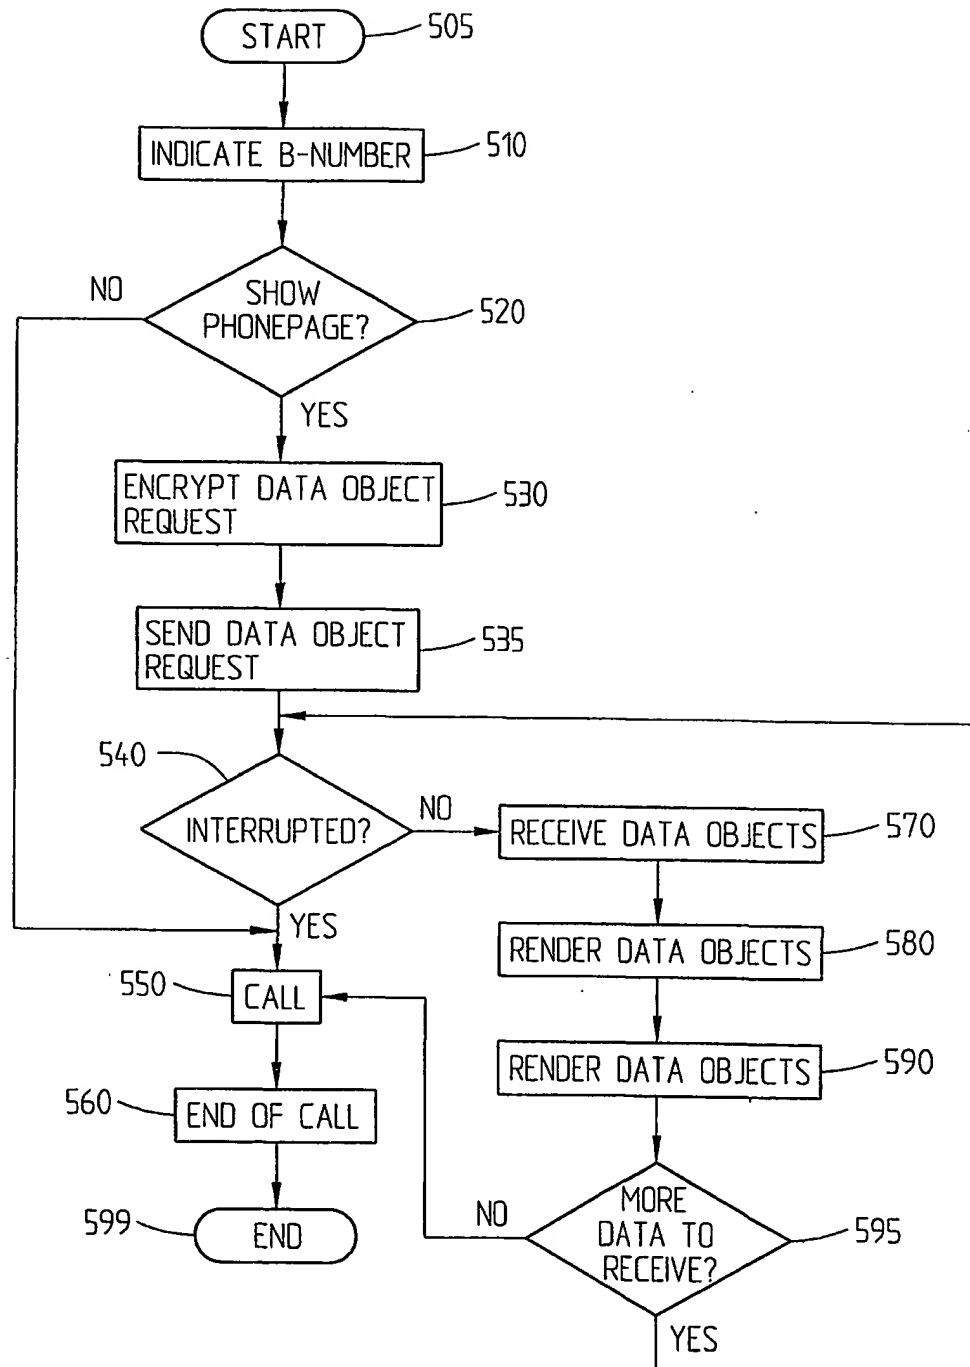 START
505
INDICATE B-NUMBER
510
NO
SHOW
PHONEPAGE?
520
YES
ENCRYPT DATA OBJECT
REQUEST
530
SEND DATA OBJECT
REQUEST
535
540
INTERRUPTED?
NO
RECEIVE DATA OBJECTS
570
YES
RENDER DATA OBJECTS
580
550
CALL
RENDER DATA OBJECTS
590
560
END OF CALL
599
END
NO
MORE
DATA TO
RECEIVE?
595
YES